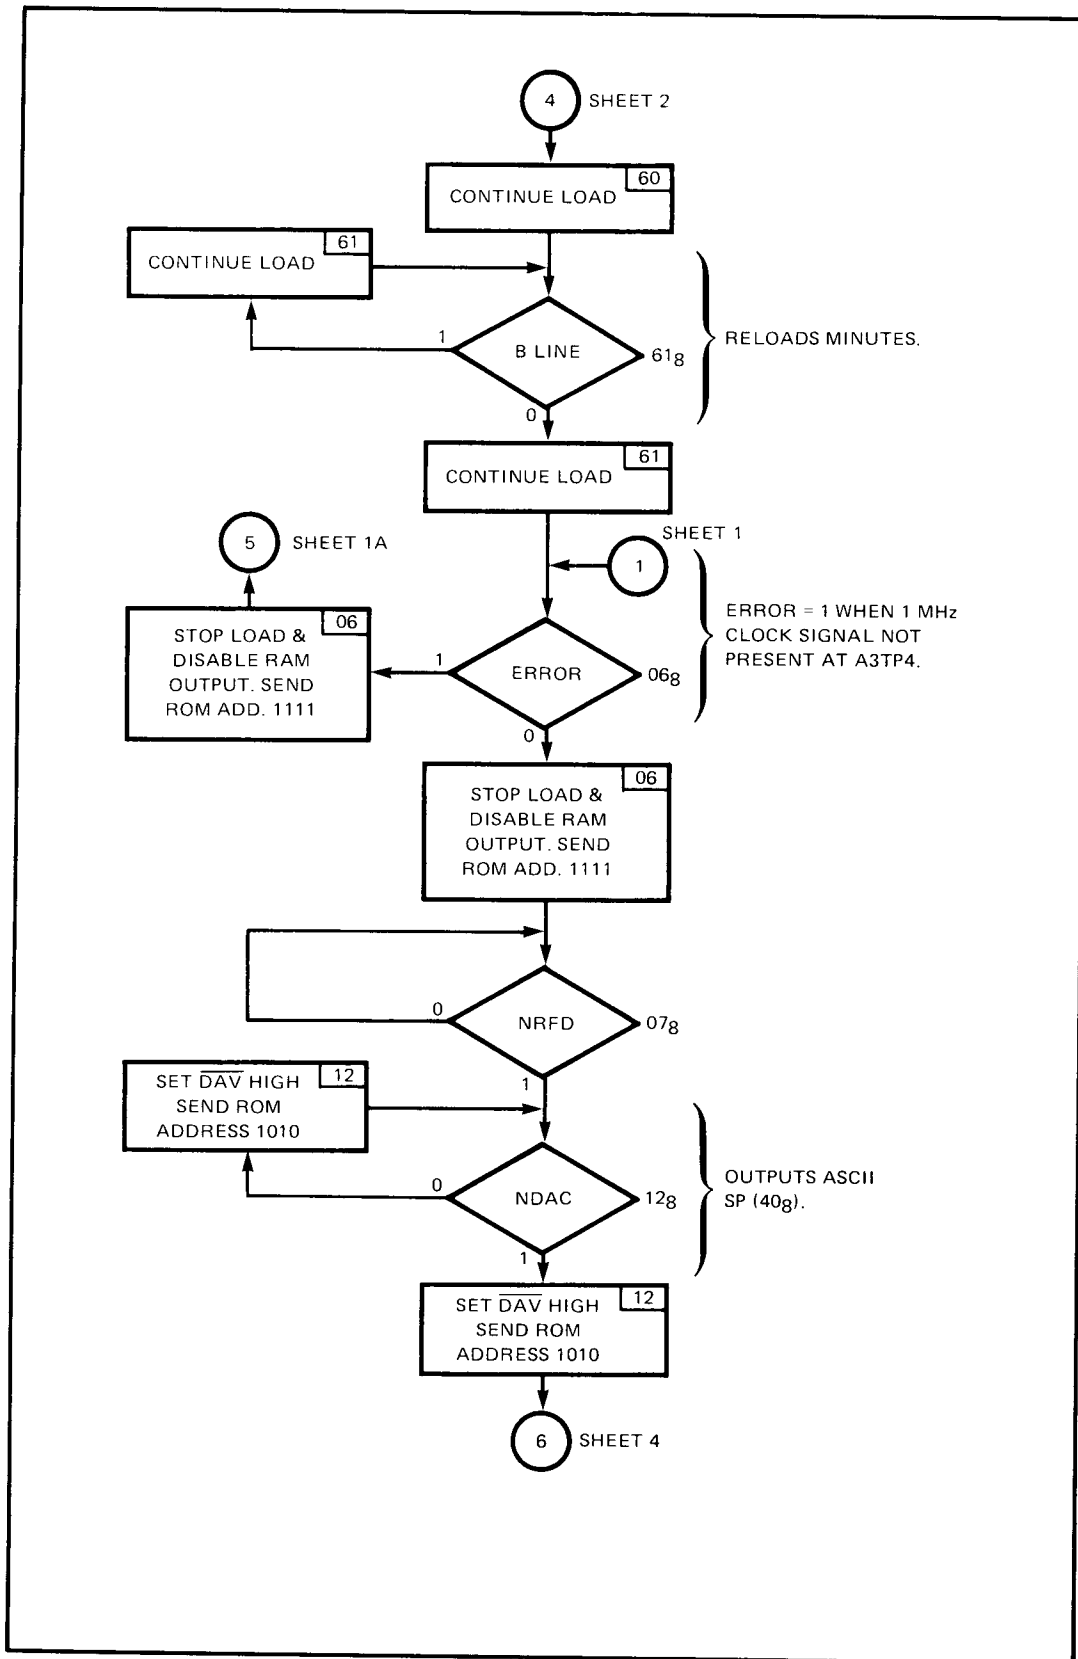 4 SHEET 2
60
CONTINUE LOAD
61
CONTINUE LOAD
1
B LINE
61₈
RELOADS MINUTES.
0
61
CONTINUE LOAD
5 SHEET 1A
SHEET 1
1
06
STOP LOAD &
DISABLE RAM
OUTPUT. SEND
ROM ADD. 1111
1
ERROR
06₈
ERROR = 1 WHEN 1 MHz
CLOCK SIGNAL NOT
PRESENT AT A3TP4.
0
06
STOP LOAD &
DISABLE RAM
OUTPUT. SEND
ROM ADD. 1111
0
NRFD
07₈
1
12
SET D̅A̅V̅ HIGH
SEND ROM
ADDRESS 1010
0
NDAC
12₈
OUTPUTS ASCII
SP (40₈).
1
12
SET D̅A̅V̅ HIGH
SEND ROM
ADDRESS 1010
6 SHEET 4